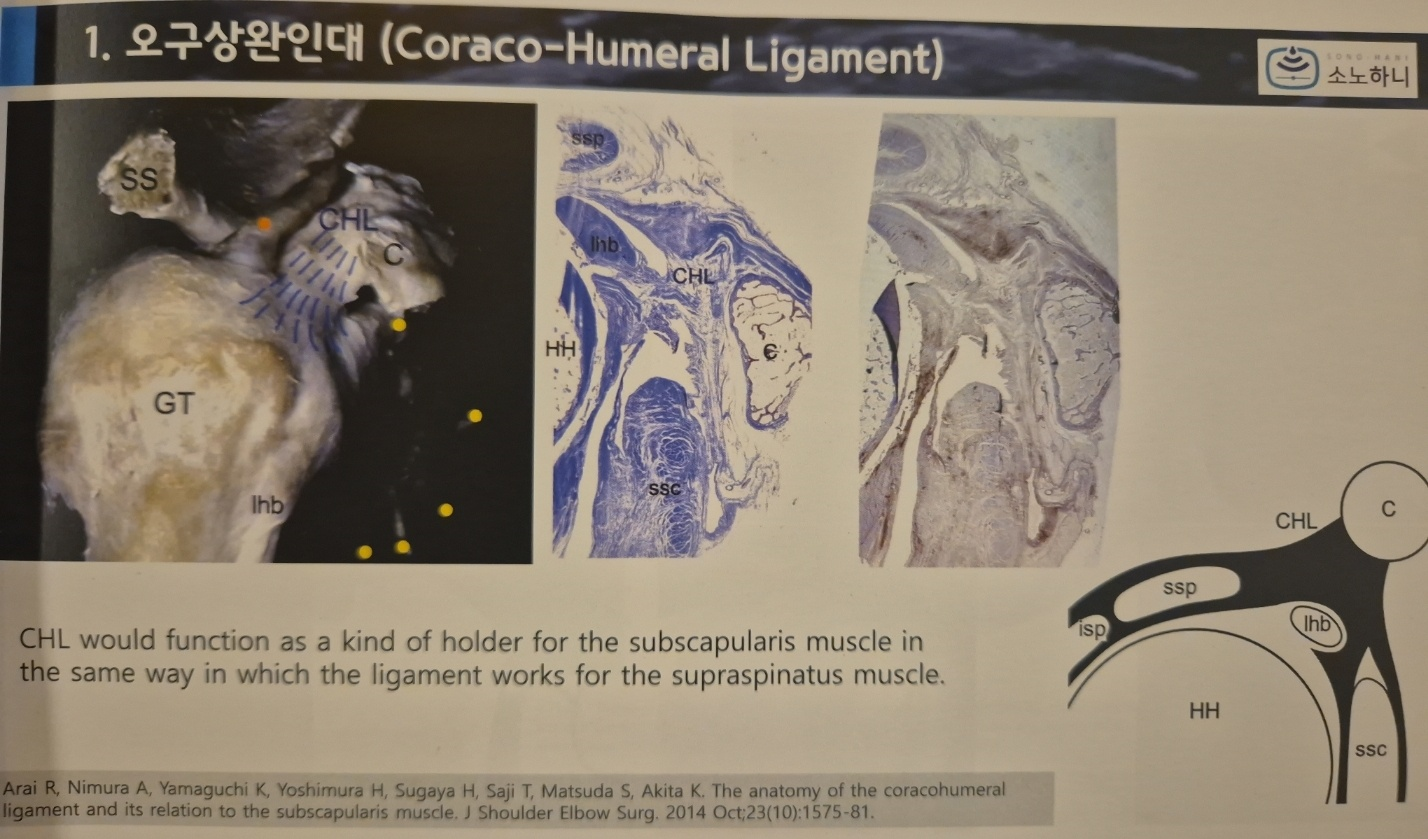 1. 오구상완인대 (Coraco-Humeral Ligament)
SONO HANI
소노하니
SS
CHL
C
GT
lhb
ssp
lhb
CHL
HH
C
ssc
CHL
C
ssp
isp
lhb
HH
ssc
CHL would function as a kind of holder for the subscapularis muscle in
the same way in which the ligament works for the supraspinatus muscle.
Arai R, Nimura A, Yamaguchi K, Yoshimura H, Sugaya H, Saji T, Matsuda S, Akita K. The anatomy of the coracohumeral
ligament and its relation to the subscapularis muscle. J Shoulder Elbow Surg. 2014 Oct;23(10):1575-81.